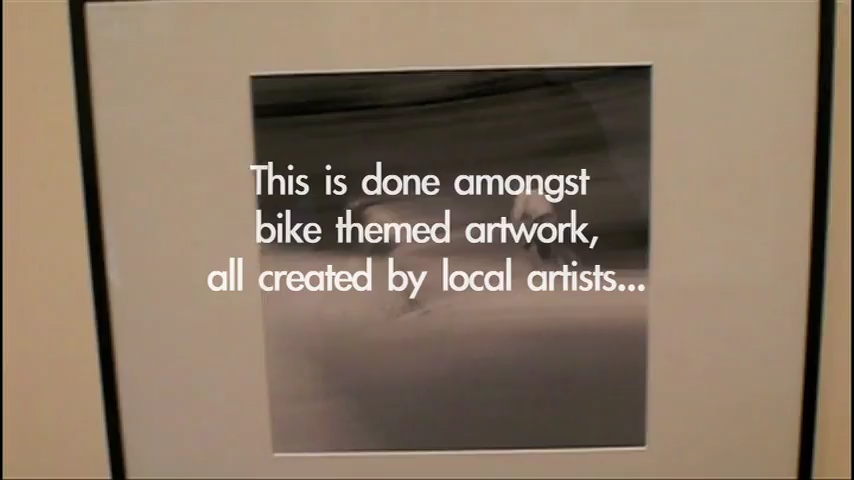 This is done amongst
bike themed artwork,
all created by local artists...